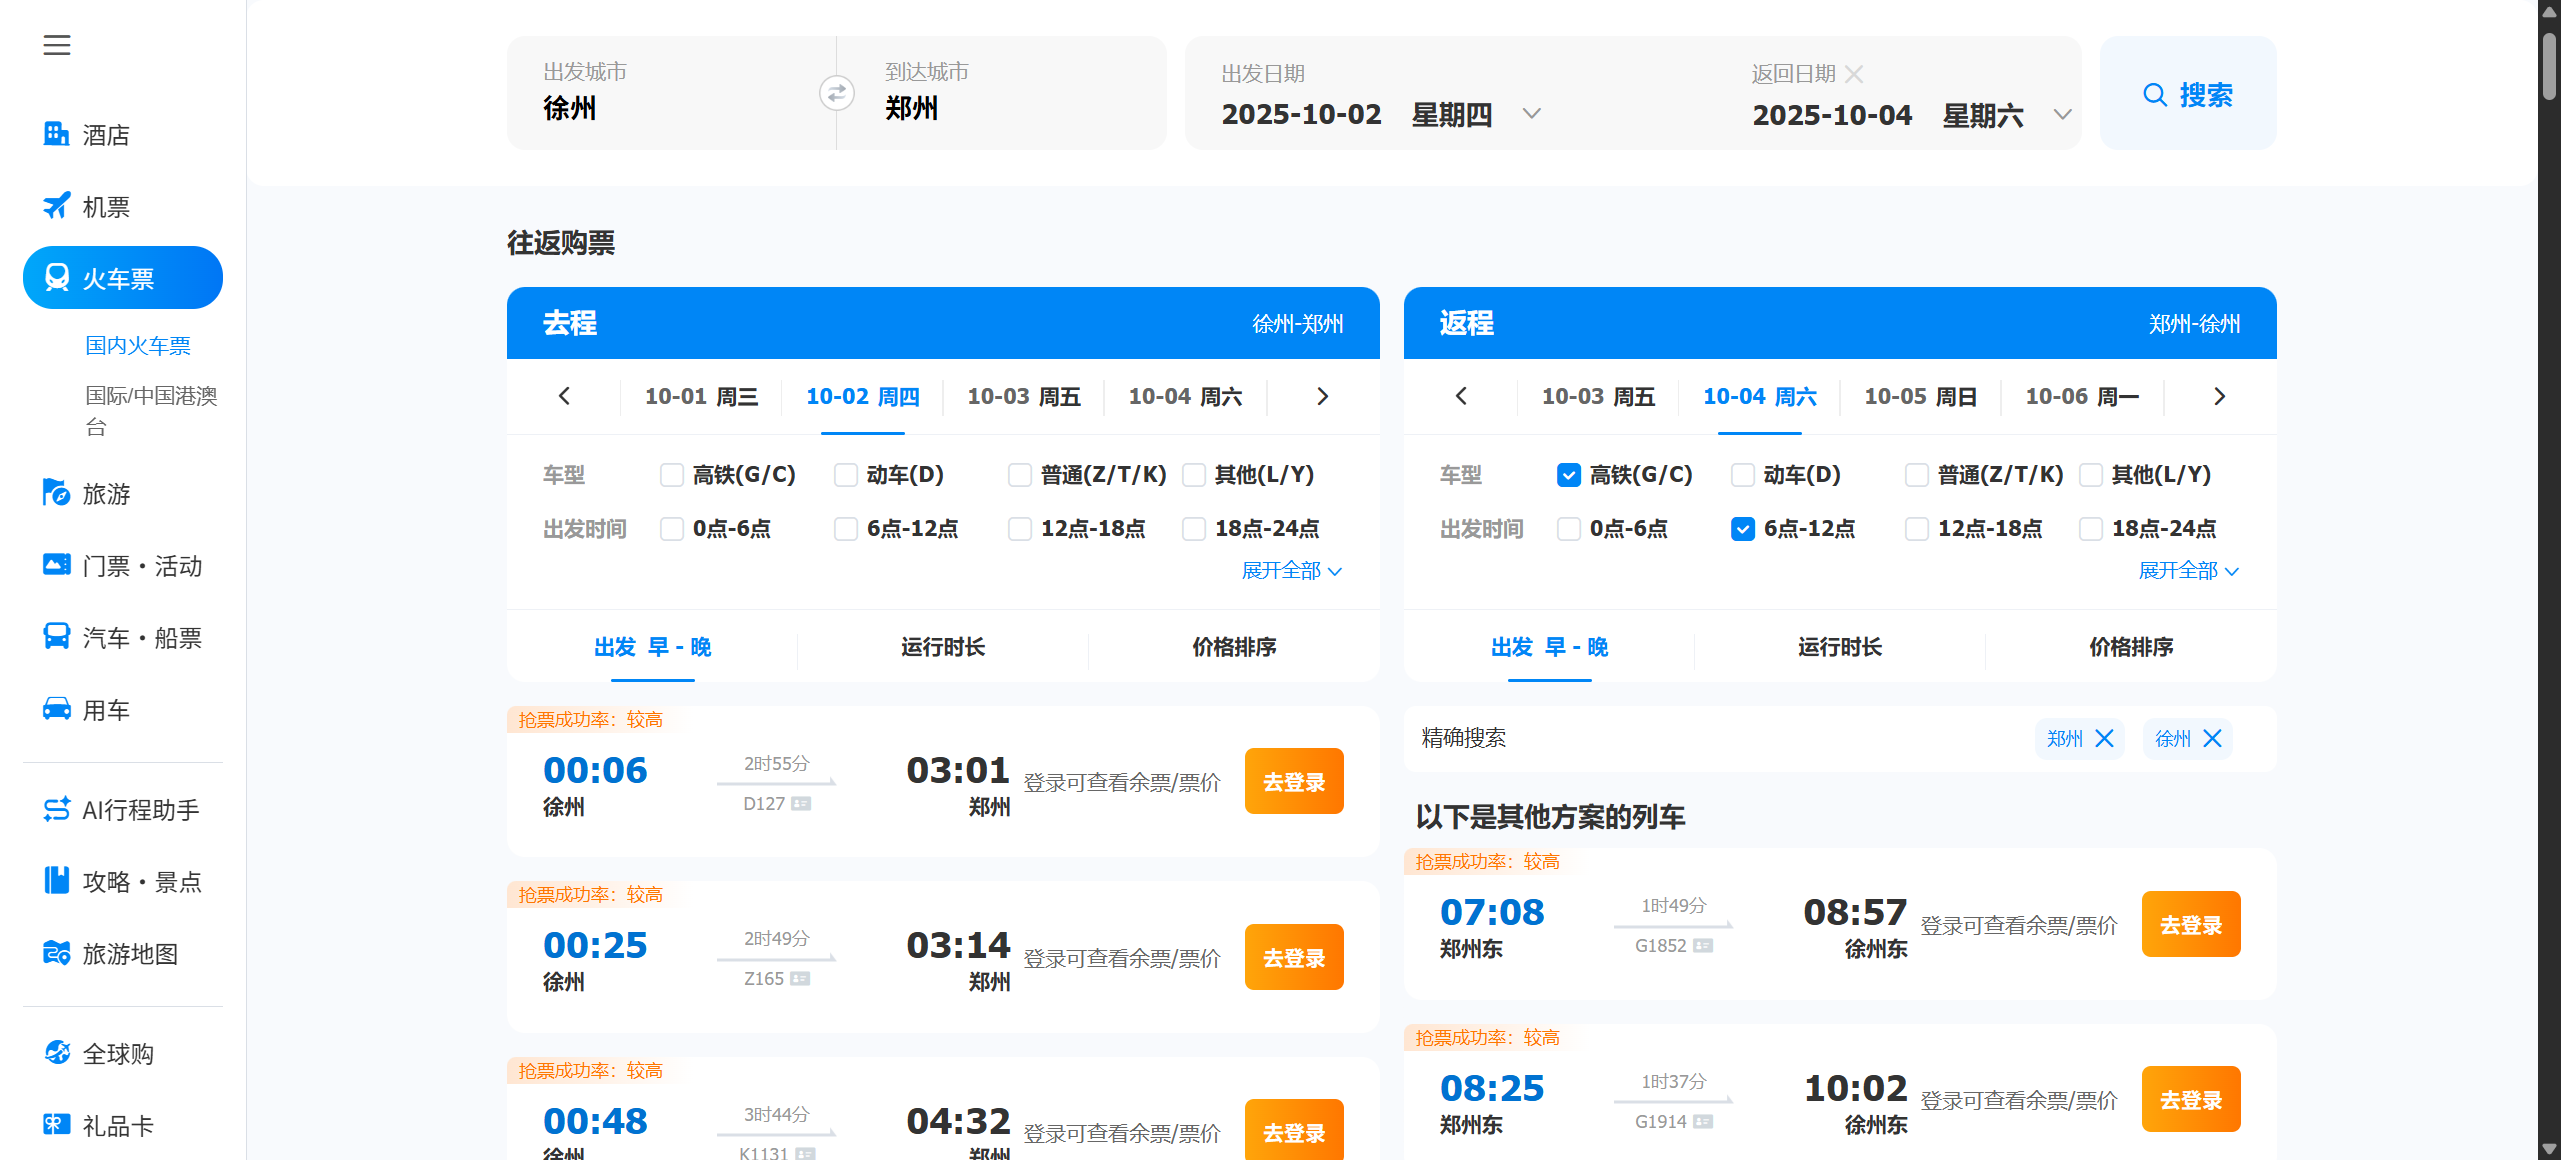 酒店
机票
火车票
国内火车票
国际/中国港澳
台
旅游
门票·活动
汽车·船票
用车
AI行程助手
攻略·景点
旅游地图
全球购
礼品卡
出发城市
徐州
到达城市
郑州
出发日期
2025-10-02 星期四
返回日期
2025-10-04 星期六
搜索
往返购票
去程 徐州-郑州
10-01 周三 10-02 周四 10-03 周五 10-04 周六
车型 高铁(G/C) 动车(D) 普通(Z/T/K) 其他(L/Y)
出发时间 0点-6点 6点-12点 12点-18点 18点-24点
展开全部
出发 早 - 晚 运行时长 价格排序
抢票成功率：较高
00:06 2时55分 03:01 登录可查看余票/票价 去登录
徐州 D127 郑州
抢票成功率：较高
00:25 2时49分 03:14 登录可查看余票/票价 去登录
徐州 Z165 郑州
抢票成功率：较高
00:48 3时44分 04:32 登录可查看余票/票价 去登录
徐州 K1131 郑州
返程 郑州-徐州
10-03 周五 10-04 周六 10-05 周日 10-06 周一
车型 高铁(G/C) 动车(D) 普通(Z/T/K) 其他(L/Y)
出发时间 0点-6点 6点-12点 12点-18点 18点-24点
展开全部
出发 早 - 晚 运行时长 价格排序
精确搜索 郑州 徐州
以下是其他方案的列车
抢票成功率：较高
07:08 1时49分 08:57 登录可查看余票/票价 去登录
郑州东 G1852 徐州东
抢票成功率：较高
08:25 1时37分 10:02 登录可查看余票/票价 去登录
郑州东 G1914 徐州东